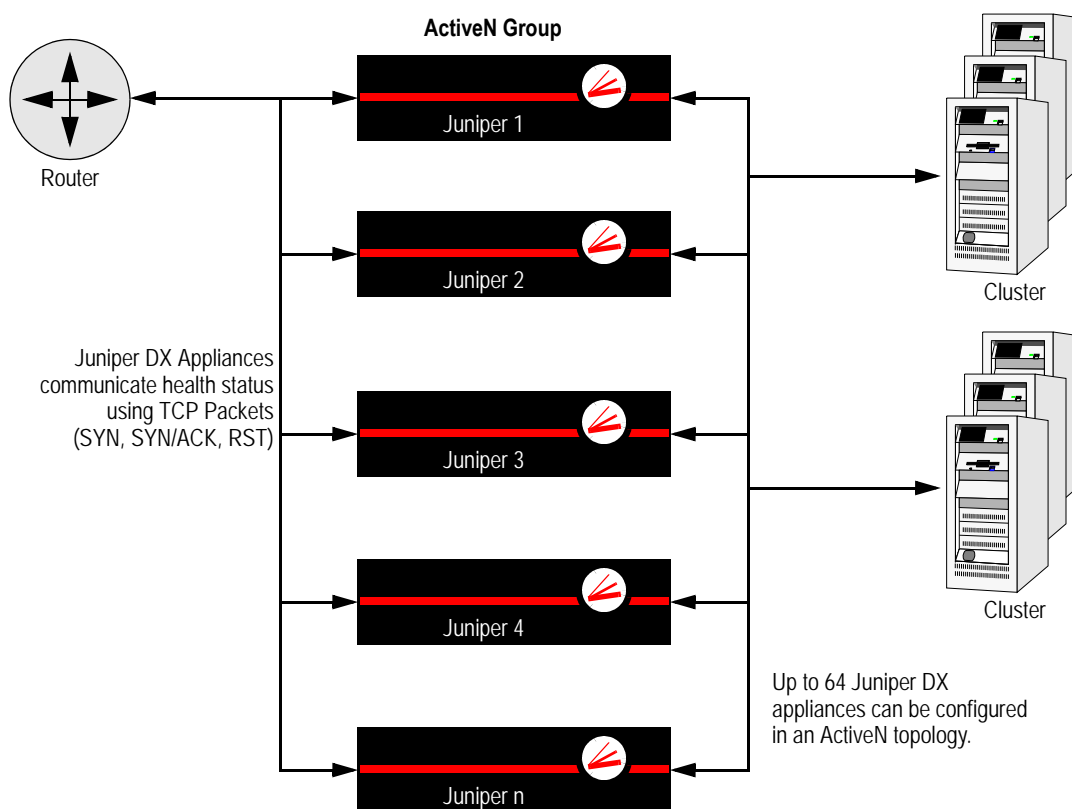 ActiveN Group
Juniper 1
Router
Juniper 2
Cluster
Juniper DX Appliances
communicate health status
using TCP Packets
(SYN, SYN/ACK, RST)
Juniper 3
Juniper 4
Cluster
Up to 64 Juniper DX
appliances can be configured
in an ActiveN topology.
Juniper n